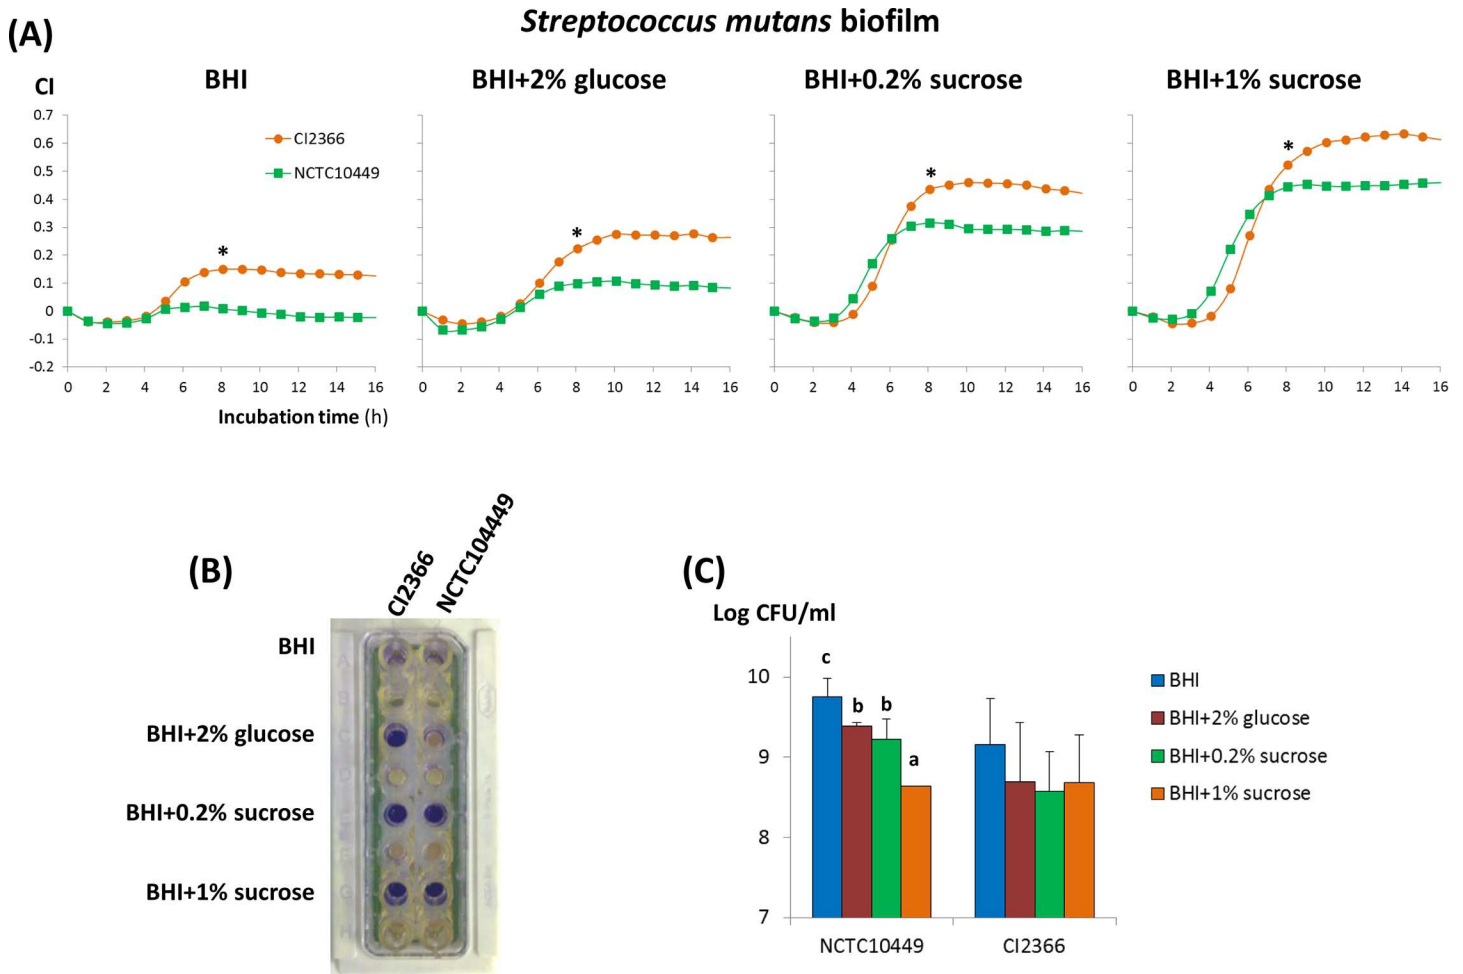 Streptococcus mutans biofilm
(A)
BHI
BHI+2% glucose
BHI+0.2% sucrose
BHI+1% sucrose
CI
0.7
0.6
0.5
0.4
0.3
0.2
0.1
0
-0.1
-0.2
CI2366
NCTC10449
*
*
*
*
0 2 4 6 8 10 12 14 16
0 2 4 6 8 10 12 14 16
0 2 4 6 8 10 12 14 16
0 2 4 6 8 10 12 14 16
Incubation time (h)
(B)
CI2366
NCTC104449
BHI
BHI+2% glucose
BHI+0.2% sucrose
BHI+1% sucrose
A
B
C
D
G
H
(C)
Log CFU/ml
10
9
8
7
c
b
b
a
NCTC10449
CI2366
BHI
BHI+2% glucose
BHI+0.2% sucrose
BHI+1% sucrose